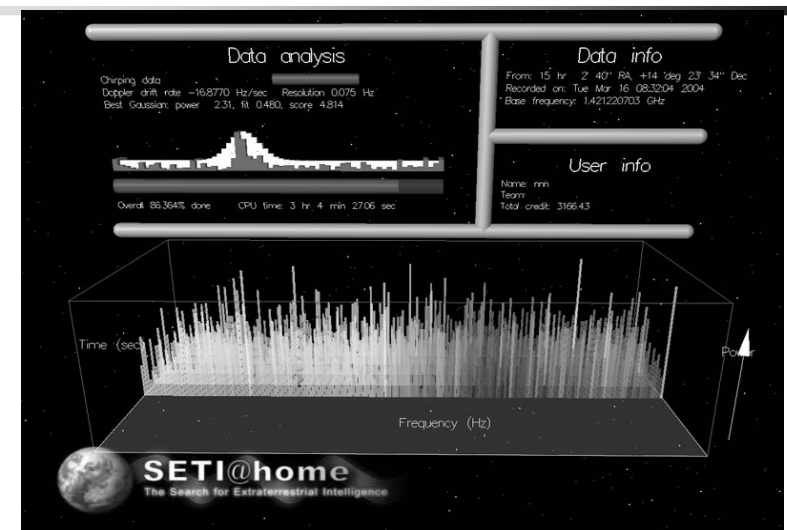 Data analysis
Chirping data
Doppler drift rate -16.8770 Hz/sec Resolution 0.075 Hz
Best Gaussian: power 2.31, fit 0.480, score 4.814
Overall 86.364% done CPU time: 3 hr 4 min 27.06 sec
Data info
From: 15 hr 2' 40" RA, +14 deg 23' 34" Dec
Recorded on: Tue Mar 16 08:32:04 2004
Base frequency: 1.421220703 GHz
User info
Name: nnn
Team:
Total credit: 3166.43
Time (sec)
Power
Frequency (Hz)
SETI@home
The Search for Extraterrestrial Intelligence